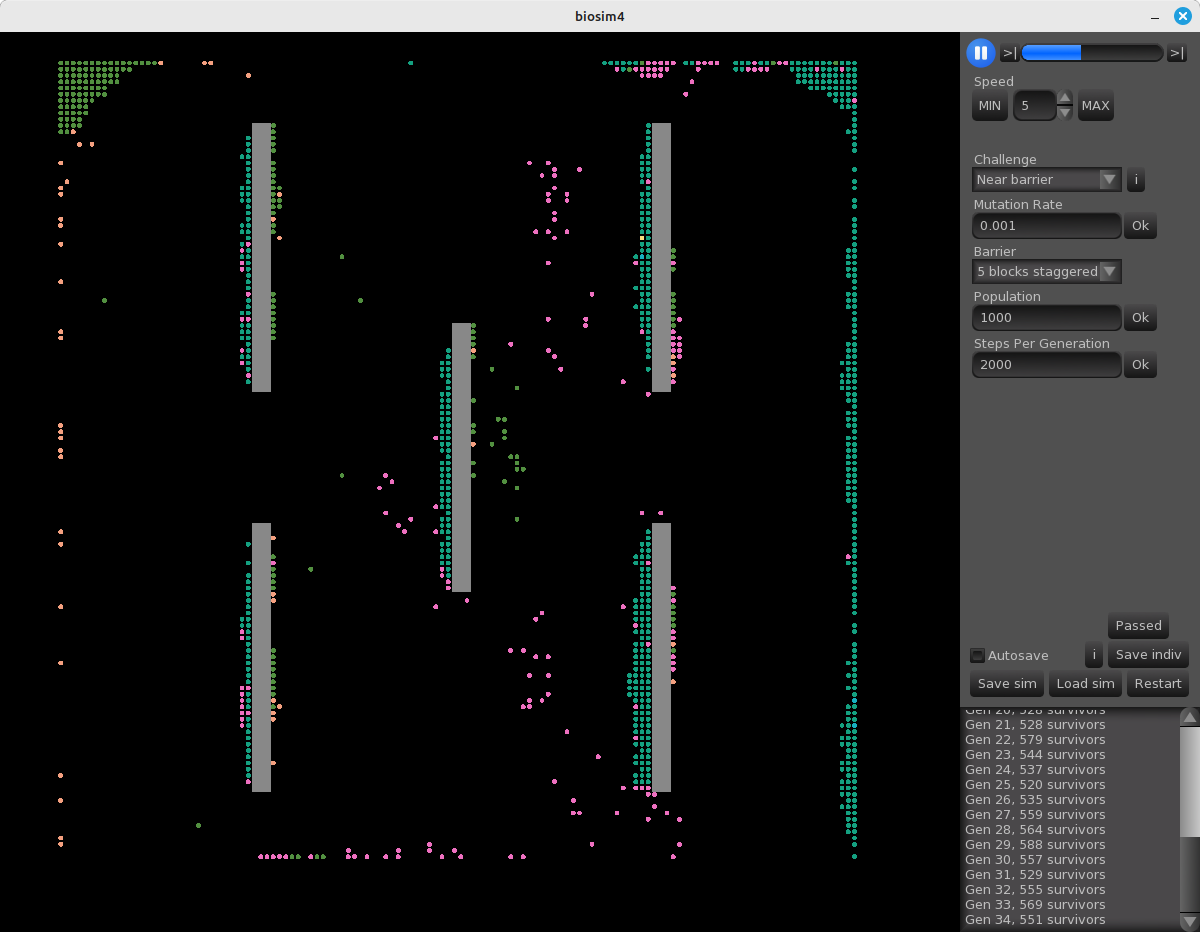 biosim4
>| >|
Speed
MIN 5 MAX
Challenge
Near barrier i
Mutation Rate
0.001 Ok
Barrier
5 blocks staggered
Population
1000 Ok
Steps Per Generation
2000 Ok
Passed
Autosave i Save indiv
Save sim Load sim Restart
Gen 20, 528 survivors
Gen 21, 528 survivors
Gen 22, 579 survivors
Gen 23, 544 survivors
Gen 24, 537 survivors
Gen 25, 520 survivors
Gen 26, 535 survivors
Gen 27, 559 survivors
Gen 28, 564 survivors
Gen 29, 588 survivors
Gen 30, 557 survivors
Gen 31, 529 survivors
Gen 32, 555 survivors
Gen 33, 569 survivors
Gen 34, 551 survivors